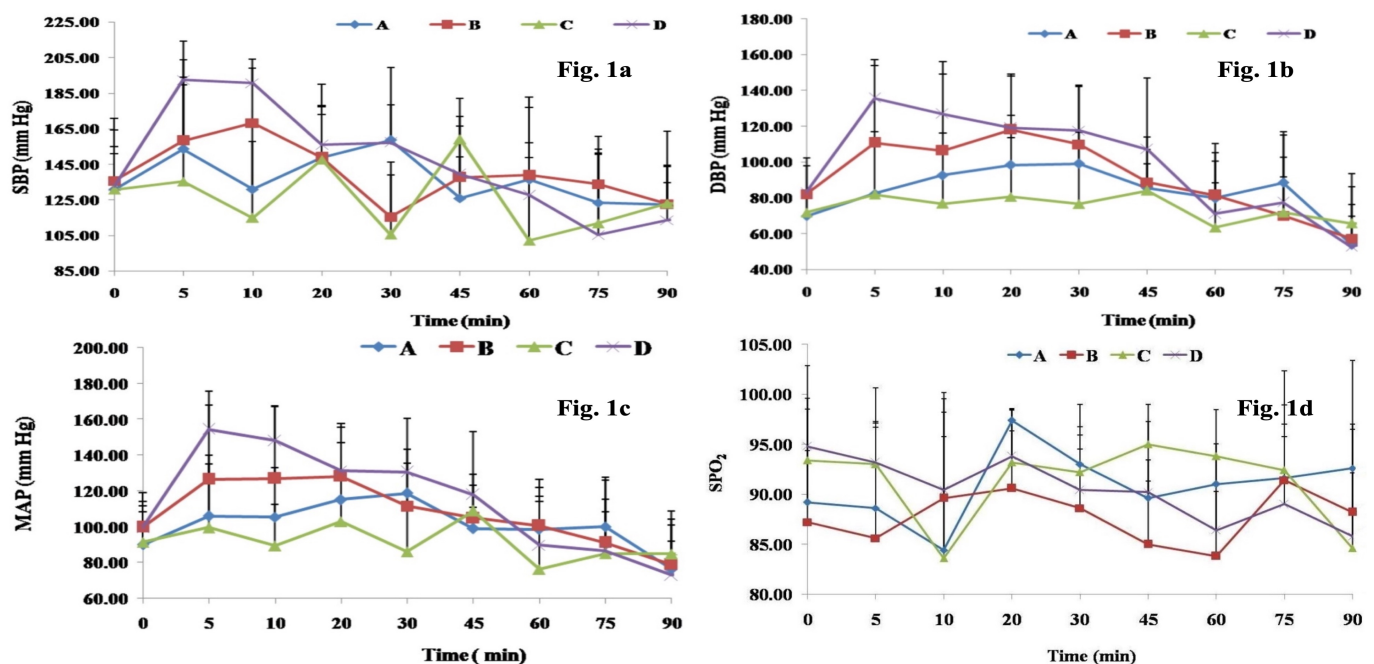 225.00
205.00
185.00
165.00
145.00
125.00
105.00
85.00
SBP (mm Hg)
A B C D
Fig. 1a
0 5 10 20 30 45 60 75 90
Time (min)
180.00
160.00
140.00
120.00
100.00
80.00
60.00
40.00
DBP (mm Hg)
A B C D
Fig. 1b
0 5 10 20 30 45 60 75 90
Time (min)
200.00
180.00
160.00
140.00
120.00
100.00
80.00
60.00
MAP (mm Hg)
A B C D
Fig. 1c
0 5 10 20 30 45 60 75 90
Time ( min)
105.00
100.00
95.00
90.00
85.00
80.00
SPO₂
A B C D
Fig. 1d
0 5 10 20 30 45 60 75 90
Time (min)